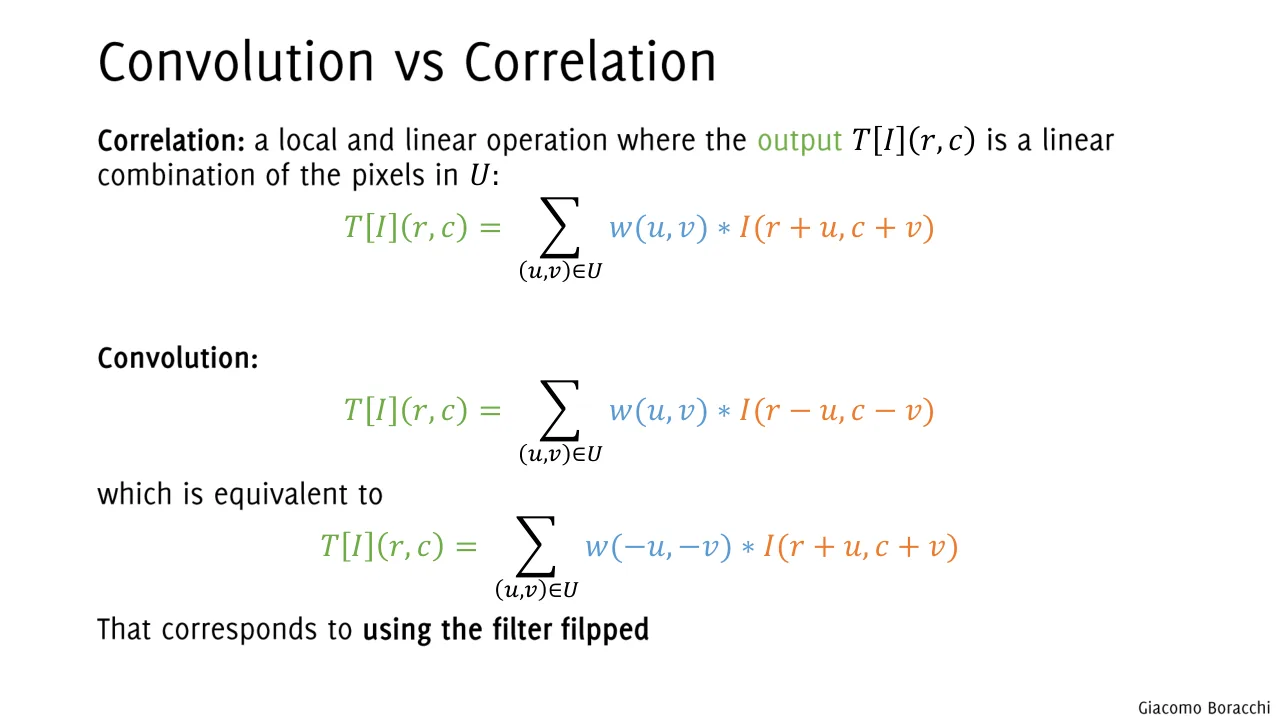 Convolution vs Correlation
Correlation: a local and linear operation where the output 𝑇[𝐼](𝑟, 𝑐) is a linear
combination of the pixels in 𝑈:
𝑇[𝐼](𝑟, 𝑐) = ∑ 𝑤(𝑢, 𝑣) ∗ 𝐼(𝑟 + 𝑢, 𝑐 + 𝑣)
(𝑢,𝑣)∈𝑈
Convolution:
𝑇[𝐼](𝑟, 𝑐) = ∑ 𝑤(𝑢, 𝑣) ∗ 𝐼(𝑟 − 𝑢, 𝑐 − 𝑣)
(𝑢,𝑣)∈𝑈
which is equivalent to
𝑇[𝐼](𝑟, 𝑐) = ∑ 𝑤(−𝑢, −𝑣) ∗ 𝐼(𝑟 + 𝑢, 𝑐 + 𝑣)
(𝑢,𝑣)∈𝑈
That corresponds to using the filter filpped
Giacomo Boracchi